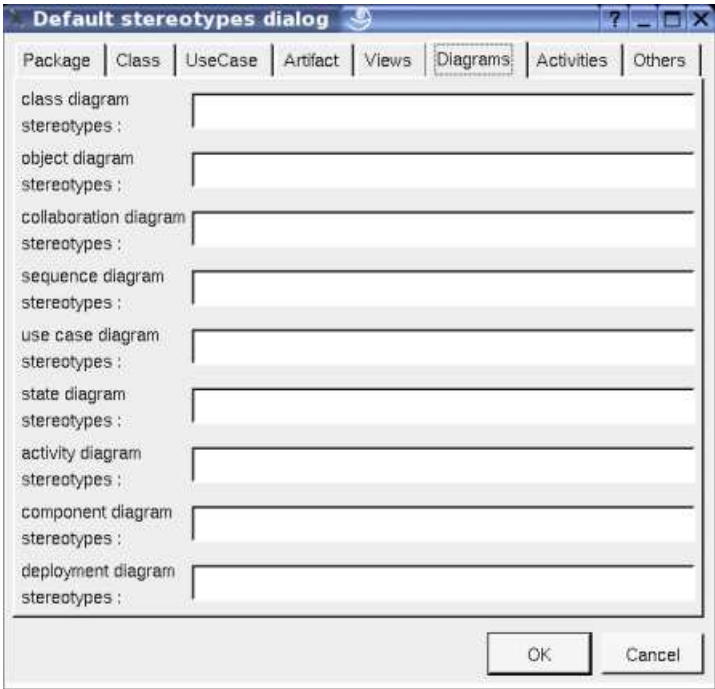 Default stereotypes dialog ? _ □ X
Package Class UseCase Artifact Views Diagrams Activities Others
class diagram
stereotypes :
object diagram
stereotypes :
collaboration diagram
stereotypes :
sequence diagram
stereotypes :
use case diagram
stereotypes :
state diagram
stereotypes :
activity diagram
stereotypes :
component diagram
stereotypes :
deployment diagram
stereotypes :
OK Cancel